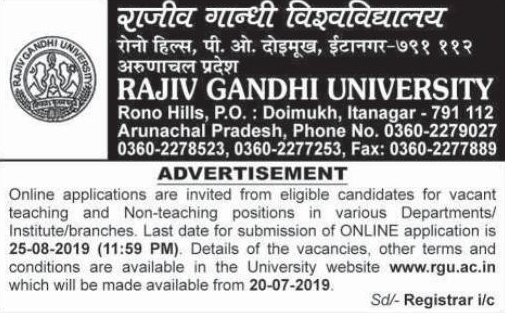 राजीव गान्धी विश्वविद्यालय
रोनो हिल्स, पी. ओ. दोइमूख, ईटानगर-७९१ ११२
अरुणाचल प्रदेश
RAJIV GANDHI UNIVERSITY
Rono Hills, P.O. : Doimukh, Itanagar - 791 112
Arunachal Pradesh, Phone No. 0360-2279027
0360-2278523, 0360-2277253, Fax: 0360-2277889
RAJIV GANDHI UNIVERSITY
ADVERTISEMENT
Online applications are invited from eligible candidates for vacant
teaching and Non-teaching positions in various Departments/
Institute/branches. Last date for submission of ONLINE application is
25-08-2019 (11:59 PM). Details of the vacancies, other terms and
conditions are available in the University website www.rgu.ac.in
which will be made available from 20-07-2019.
Sd/- Registrar i/c